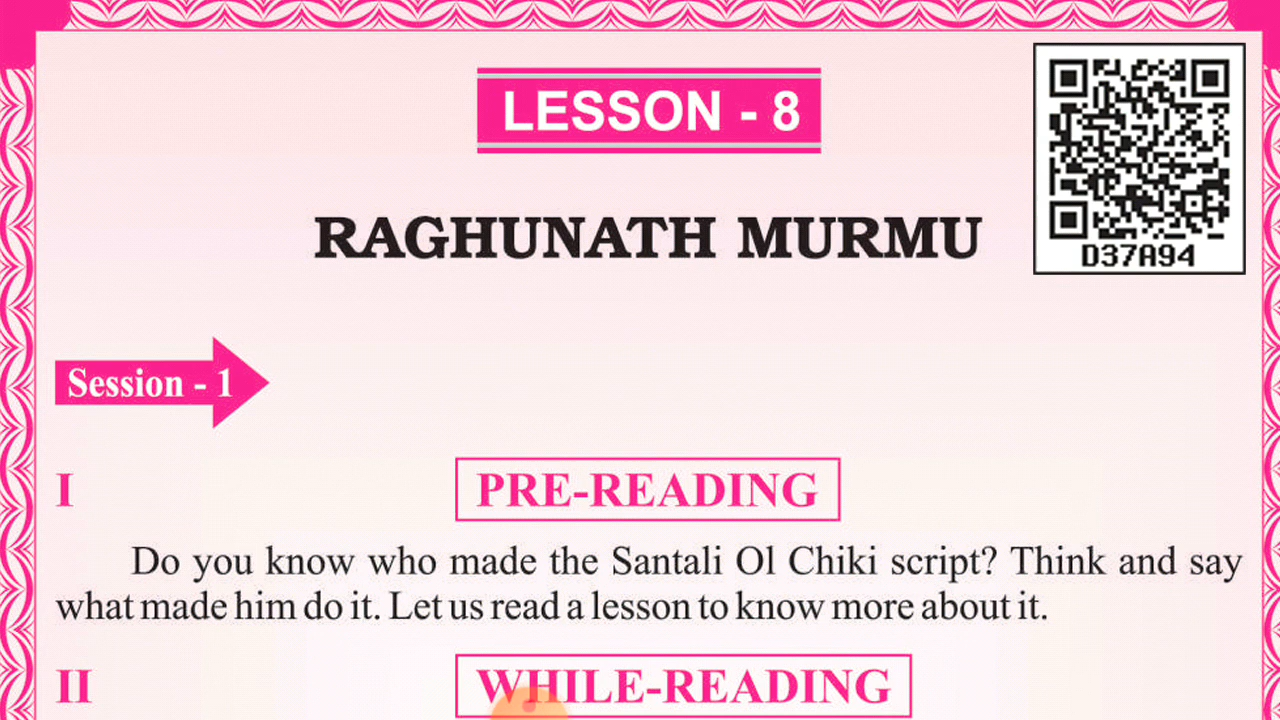 LESSON - 8
D37A94
RAGHUNATH MURMU
Session - 1
I
PRE-READING
Do you know who made the Santali Ol Chiki script? Think and say
what made him do it. Let us read a lesson to know more about it.
II
WHILE-READING